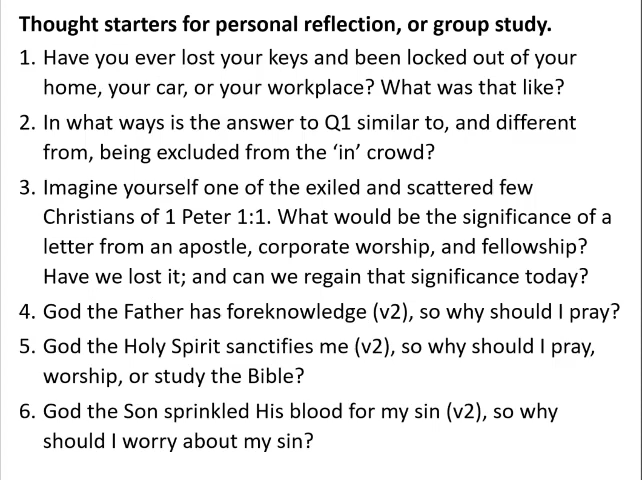 Thought starters for personal reflection, or group study.
1. Have you ever lost your keys and been locked out of your
home, your car, or your workplace? What was that like?
2. In what ways is the answer to Q1 similar to, and different
from, being excluded from the ‘in’ crowd?
3. Imagine yourself one of the exiled and scattered few
Christians of 1 Peter 1:1. What would be the significance of a
letter from an apostle, corporate worship, and fellowship?
Have we lost it; and can we regain that significance today?
4. God the Father has foreknowledge (v2), so why should I pray?
5. God the Holy Spirit sanctifies me (v2), so why should I pray,
worship, or study the Bible?
6. God the Son sprinkled His blood for my sin (v2), so why
should I worry about my sin?